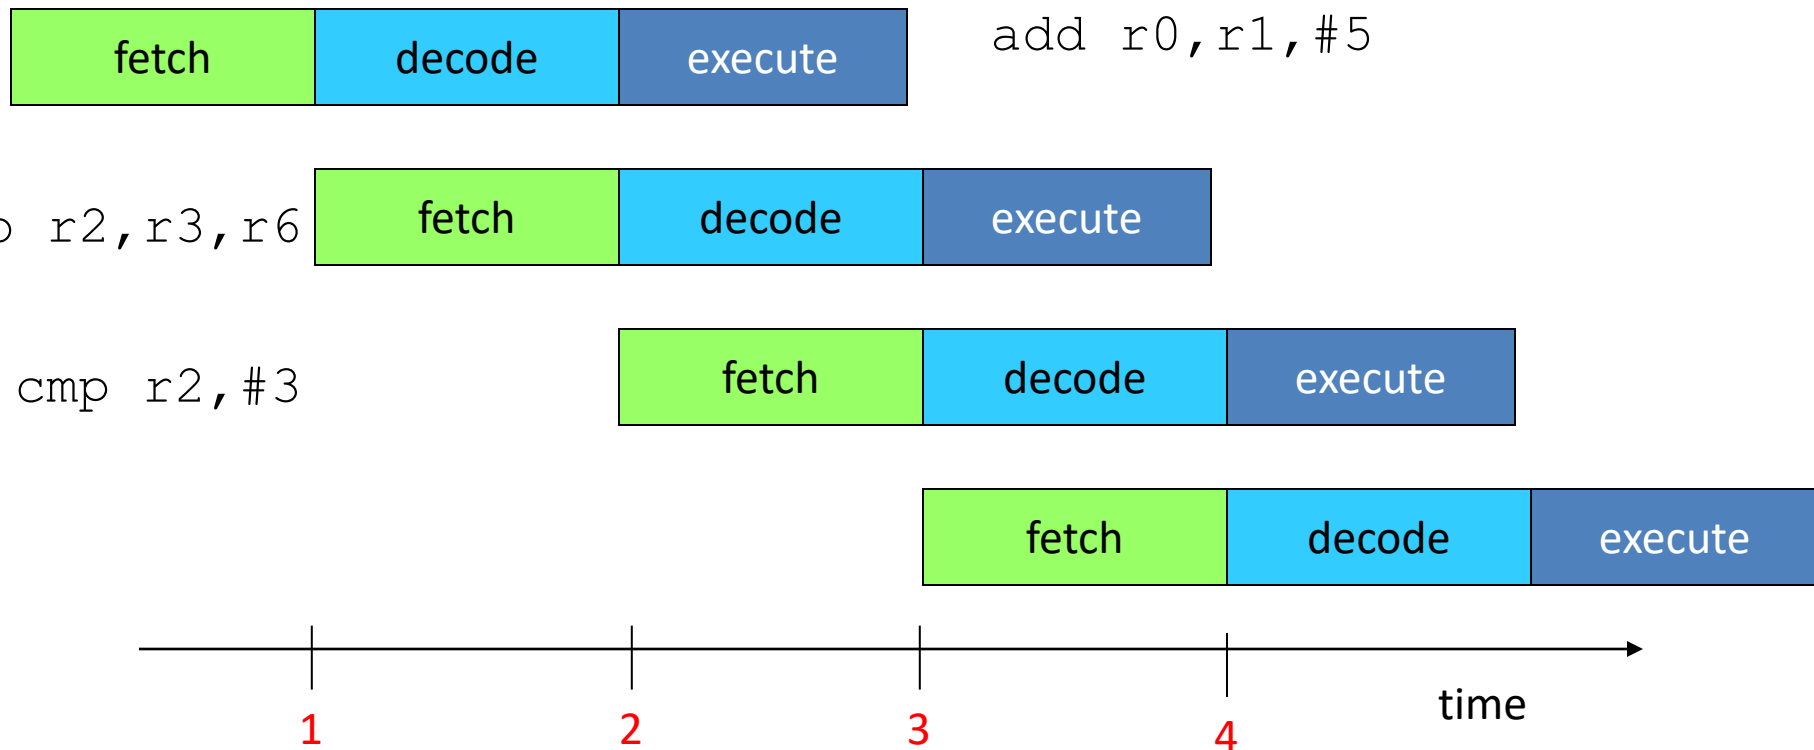 fetch decode execute add r0,r1,#5
r2,r3,r6 fetch decode execute
cmp r2,#3 fetch decode execute
fetch decode execute
time
1 2 3 4